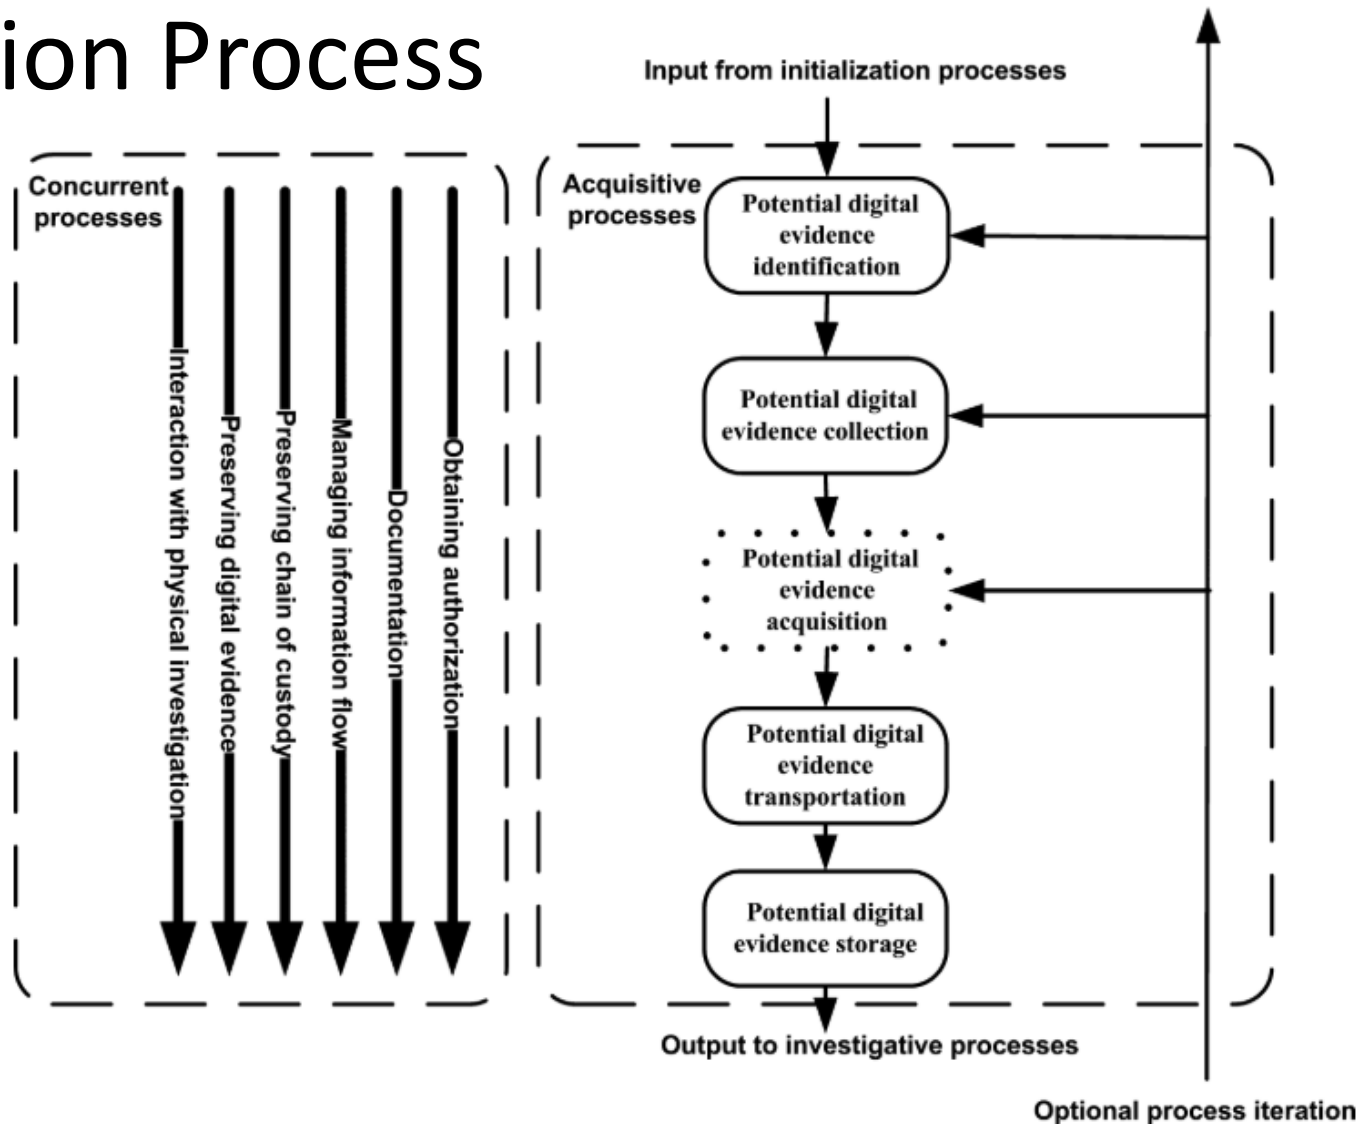 ion Process
Input from initialization processes
Concurrent
processes
Interaction with physical investigation
Preserving digital evidence
Preserving chain of custody
Managing information flow
Documentation
Obtaining authorization
Acquisitive
processes
Potential digital
evidence
identification
Potential digital
evidence collection
Potential digital
evidence
acquisition
Potential digital
evidence
transportation
Potential digital
evidence storage
Output to investigative processes
Optional process iteration